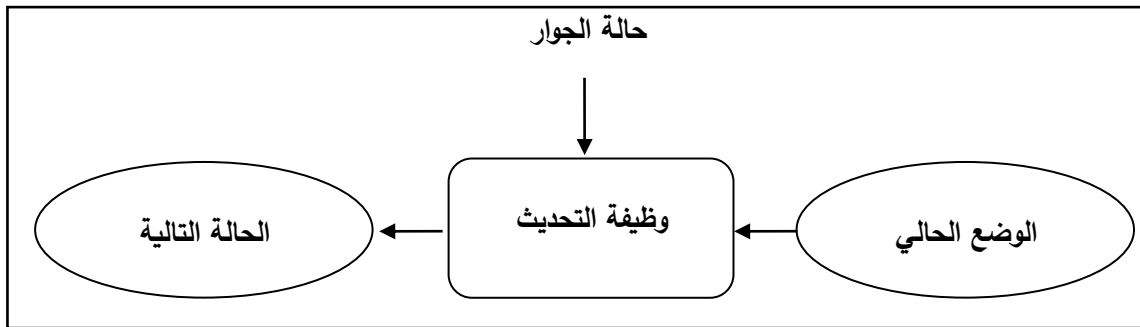 حالة الجوار
الوضع الحالي
وظيفة التحديث
الحالة التالية